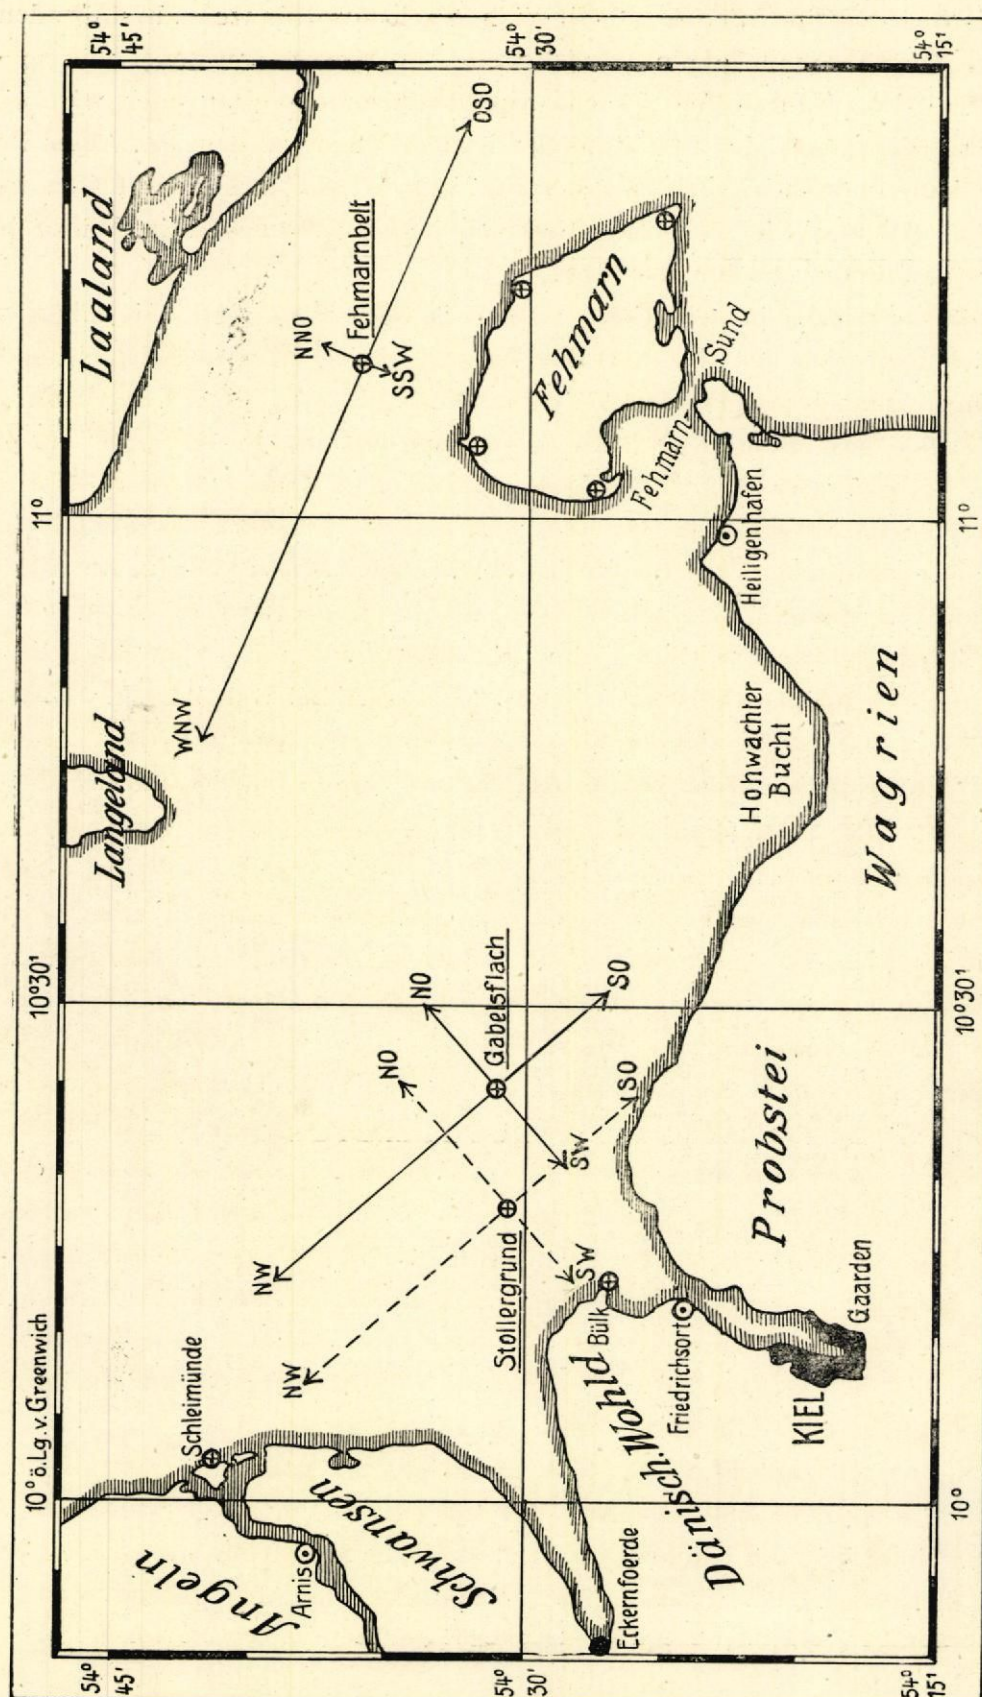 54°
45'
54°
30'
54°
15'
Laaland
OSO
NNO
Fehmarnbelt
SSW
Fehmarn
Fehmarn-
Sund
11°
11°
Heiligenhafen
WNW
Langeland
Hohwachter
Bucht
Wagrien
10°30'
10°30'
NO
SO
Gabelsflach
NO
SO
SW
Probstei
NW
Stollergrund
SW
NW
Bülk
Gaarden
10° ö.Lg.v.Greenwich
Schleimünde
Friedrichsort
KIEL
Dänisch.Wohld
10°
Schwansen
Angeln
Arnis
Eckernfoerde
54°
45'
54°
30'
54°
15'